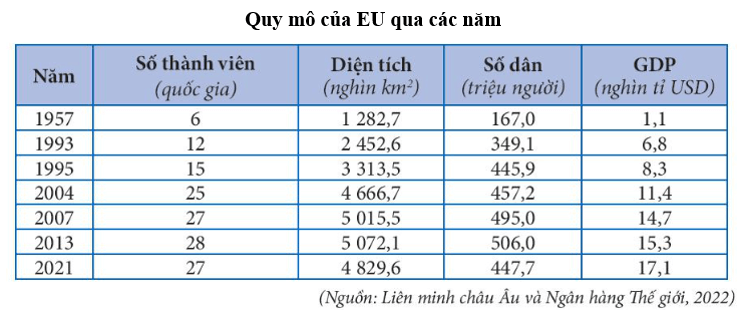 Quy mô của EU qua các năm
Năm Số thành viên (quốc gia) Diện tích (nghìn km²) Số dân (triệu người) GDP (nghìn tỉ USD)
1957 6 1 282,7 167,0 1,1
1993 12 2 452,6 349,1 6,8
1995 15 3 313,5 445,9 8,3
2004 25 4 666,7 457,2 11,4
2007 27 5 015,5 495,0 14,7
2013 28 5 072,1 506,0 15,3
2021 27 4 829,6 447,7 17,1
(Nguồn: Liên minh châu Âu và Ngân hàng Thế giới, 2022)